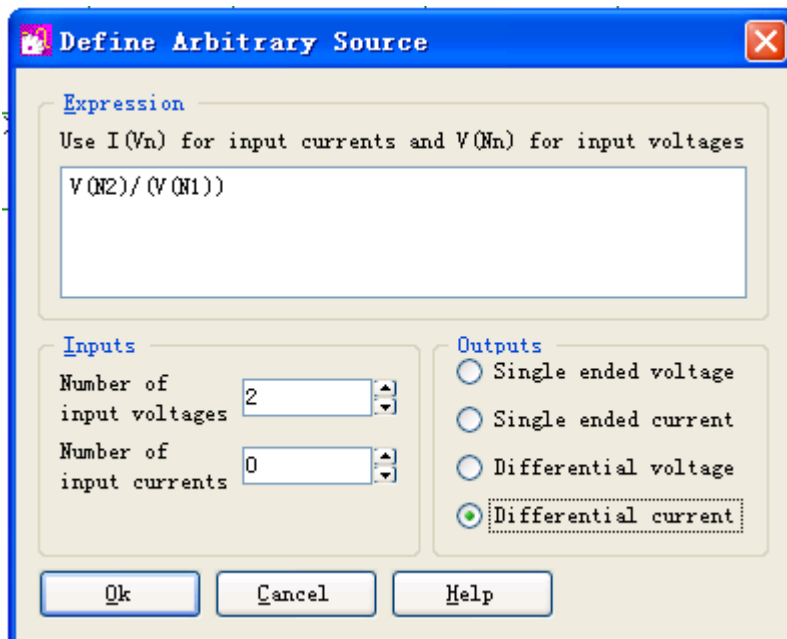 Define Arbitrary Source
Expression
Use I(Vn) for input currents and V(Nn) for input voltages
V(N2)/(V(N1))
Inputs
Number of
input voltages
2
Number of
input currents
0
Outputs
Single ended voltage
Single ended current
Differential voltage
Differential current
Ok
Cancel
Help